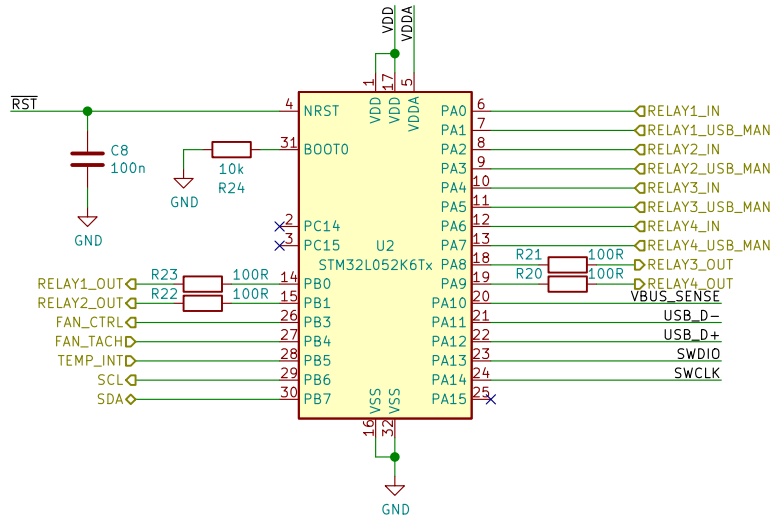 VDD
VDDA
1
17
5
VDD
VDD
VDDA
RST
4
NRST
PA0
6
RELAY1_IN
PA1
7
RELAY1_USB_MAN
C8
100n
31
BOOT0
PA2
8
RELAY2_IN
10k
R24
PA3
9
RELAY2_USB_MAN
GND
PA4
10
RELAY3_IN
PA5
11
RELAY3_USB_MAN
GND
2
PC14
PA6
12
RELAY4_IN
3
PC15
U2
PA7
13
RELAY4_USB_MAN
STM32L052K6Tx
PA8
18
R21
100R
RELAY3_OUT
RELAY1_OUT
R23
100R
14
PB0
PA9
19
R20
100R
RELAY4_OUT
RELAY2_OUT
R22
100R
15
PB1
PA10
20
VBUS_SENSE
FAN_CTRL
26
PB3
PA11
21
USB_D-
FAN_TACH
27
PB4
PA12
22
USB_D+
TEMP_INT
28
PB5
PA13
23
SWDIO
SCL
29
PB6
PA14
24
SWCLK
SDA
30
PB7
PA15
25
VSS
VSS
16
32
GND